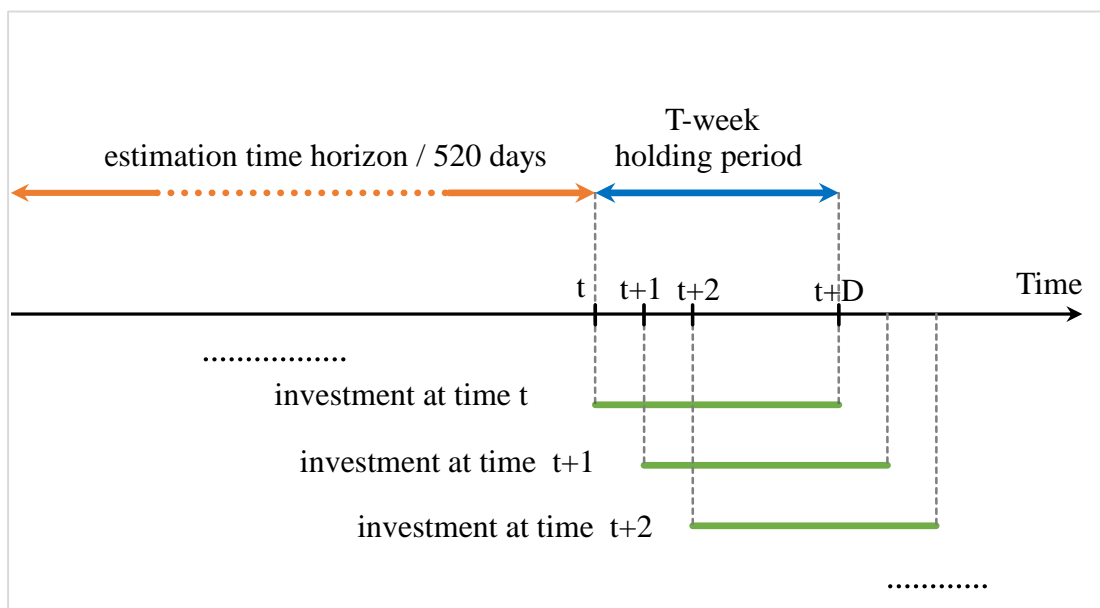 T-week
holding period
estimation time horizon / 520 days
t
t+1
t+2
t+D
Time
.................
investment at time t
investment at time t+1
investment at time t+2
............